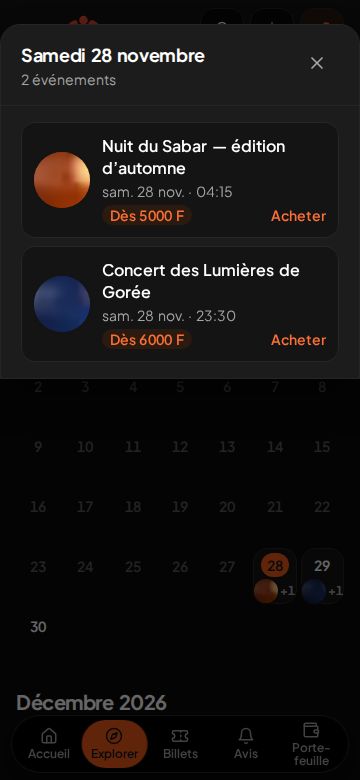 Samedi 28 novembre
2 événements
Nuit du Sabar — édition
d’automne
sam. 28 nov. · 04:15
Dès 5000 F
Acheter
Concert des Lumières de
Gorée
sam. 28 nov. · 23:30
Dès 6000 F
Acheter
2 3 4 5 6 7 8
9 10 11 12 13 14 15
16 17 18 19 20 21 22
23 24 25 26 27 28 29
+1 +1
30
Décembre 2026
Accueil Explorer Billets Avis Porte-
feuille